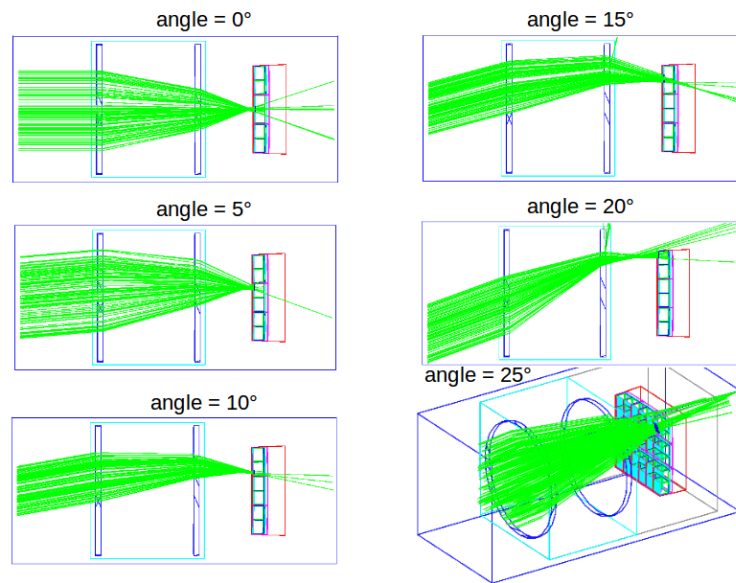 angle = 0°
angle = 15°
angle = 5°
angle = 20°
angle = 10°
angle = 25°